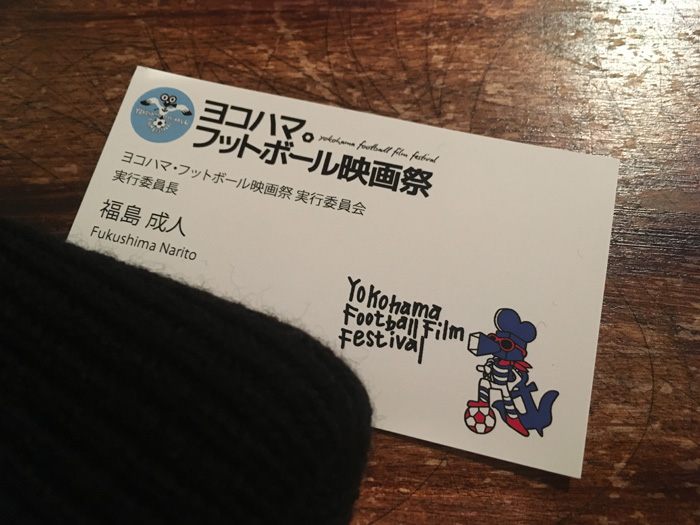 ヨコハマ。
yokohama football film festival
フットボール映画祭
ヨコハマ・フットボール映画祭 実行委員会
実行委員長
福島 成人
Fukushima Narito
Yokohama
Football Film
Festival